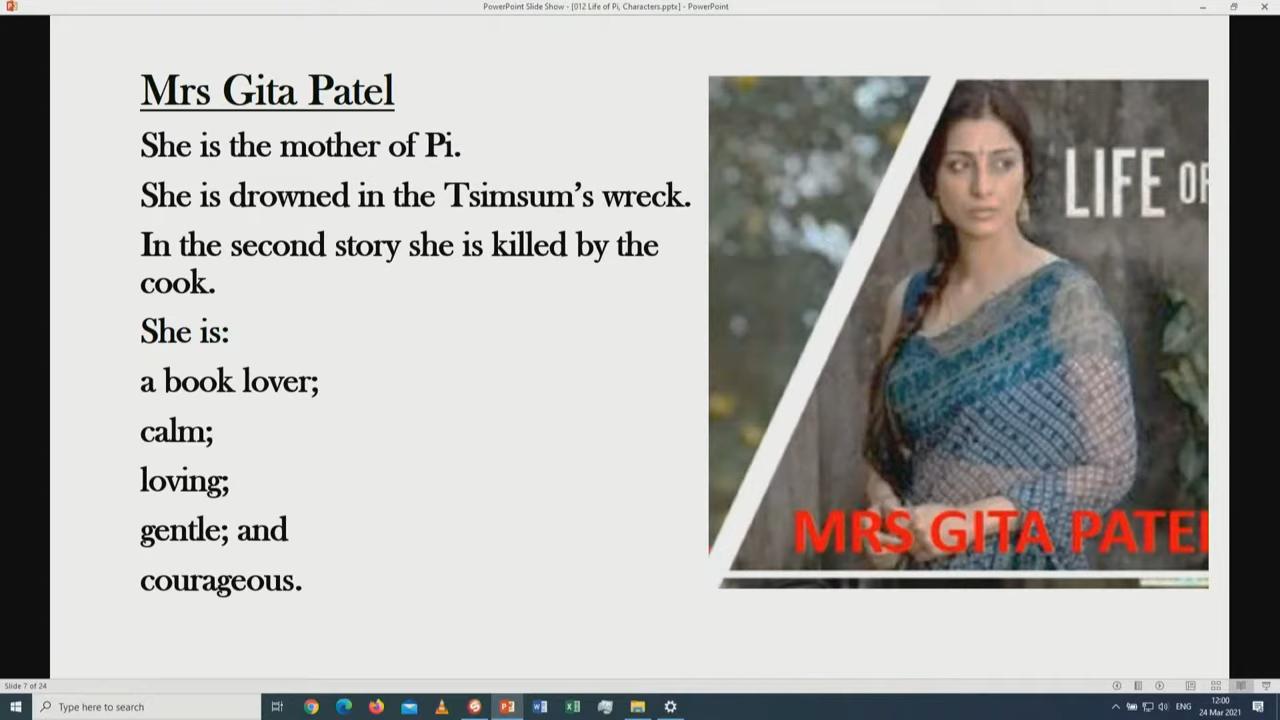 PowerPoint Slide Show - [012 Life of Pi, Characters.pptx] - PowerPoint
Mrs Gita Patel
She is the mother of Pi.
She is drowned in the Tsimsum’s wreck.
In the second story she is killed by the
cook.
She is:
a book lover;
calm;
loving;
gentle; and
courageous.
LIFE OF
MRS GITA PATEL
Slide 7 of 24
Type here to search
ENG
12:00
24 Mar 2021